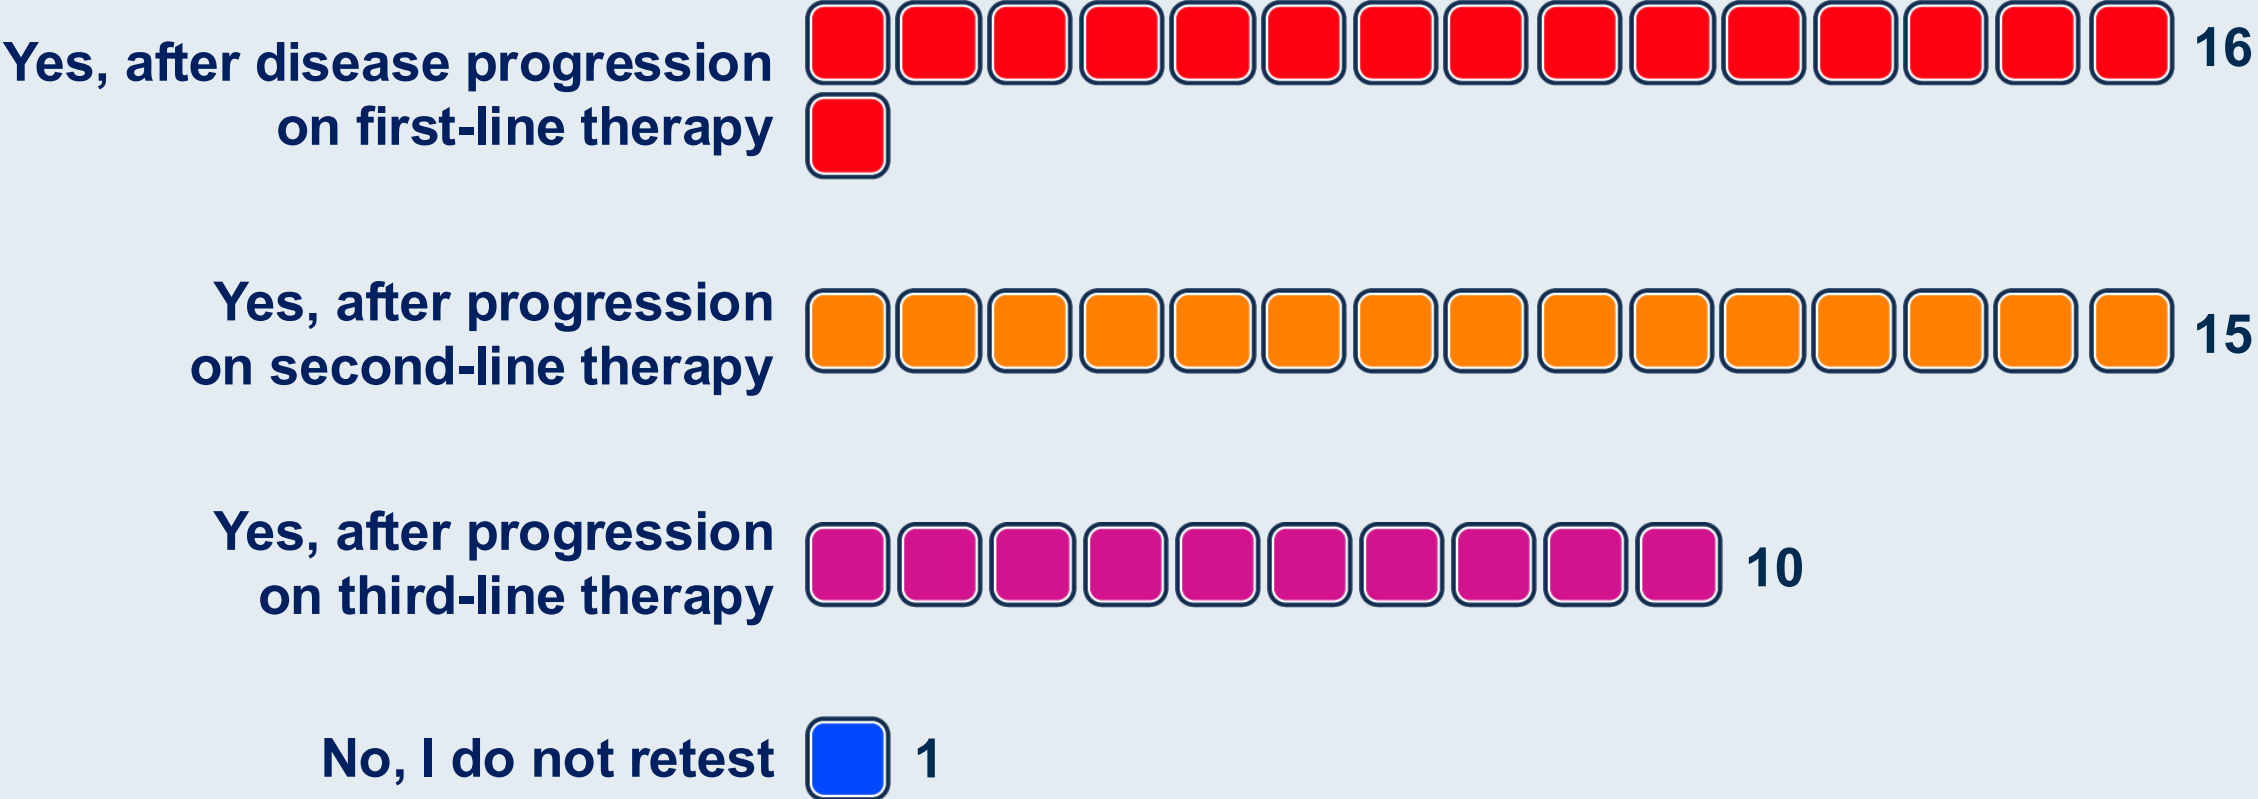 Yes, after disease progression
on first-line therapy
16
Yes, after progression
on second-line therapy
15
Yes, after progression
on third-line therapy
10
No, I do not retest
1